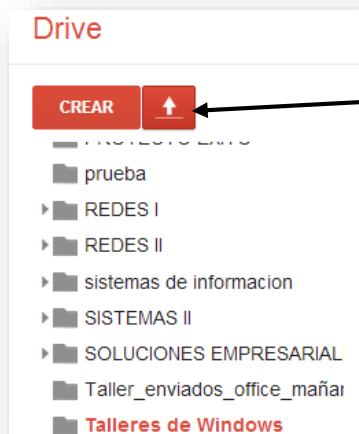 Drive
CREAR
prueba
REDES I
REDES II
sistemas de informacion
SISTEMAS II
SOLUCIONES EMPRESARIAL
Taller_enviados_office_mañar
Talleres de Windows